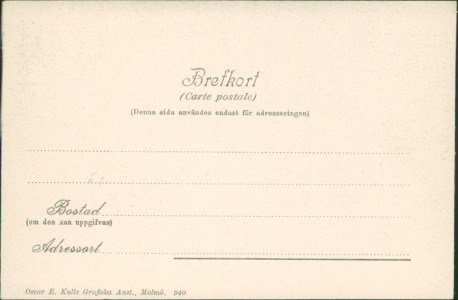 Brefkort
(Carte postale)
(Denna sida användes endast för adresseringen)
Bostad
(om den kan uppgifvas)
Adressort
Oscar E. Kulls Grafiska Anst., Malmö. 940